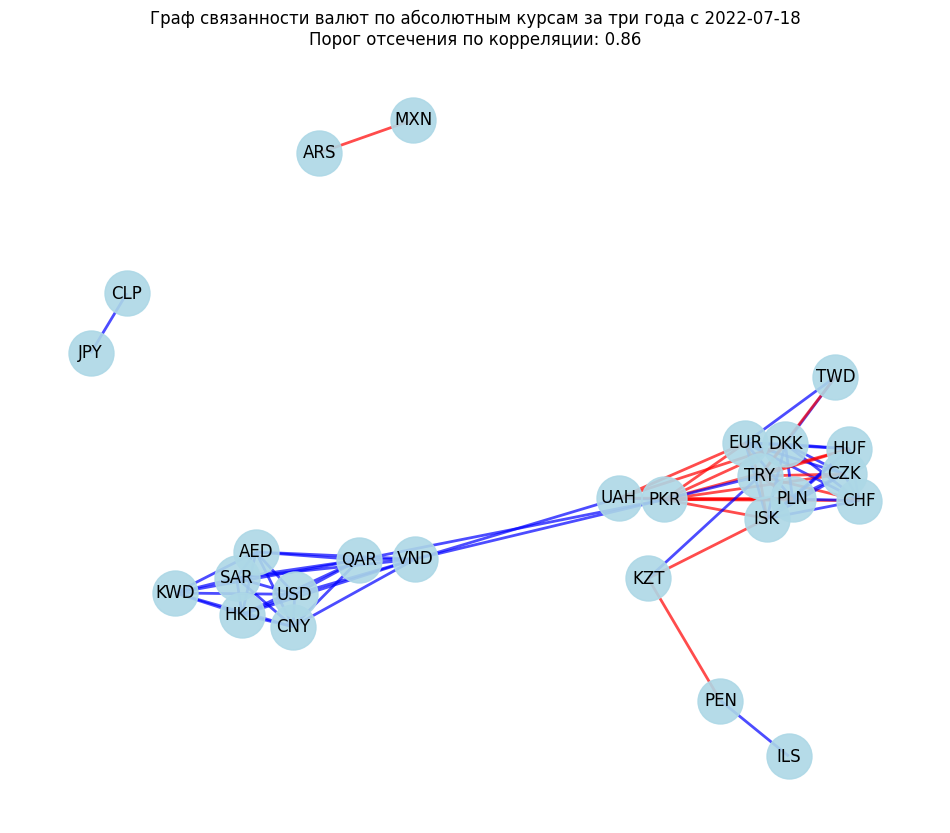 Граф связанности валют по абсолютным курсам за три года с 2022-07-18
Порог отсечения по корреляции: 0.86
MXN
ARS
CLP
JPY
TWD
EUR
DKK
HUF
TRY
CZK
UAH
PKR
PLN
CHF
ISK
AED
QAR
VND
SAR
KZT
KWD
USD
HKD
CNY
PEN
ILS